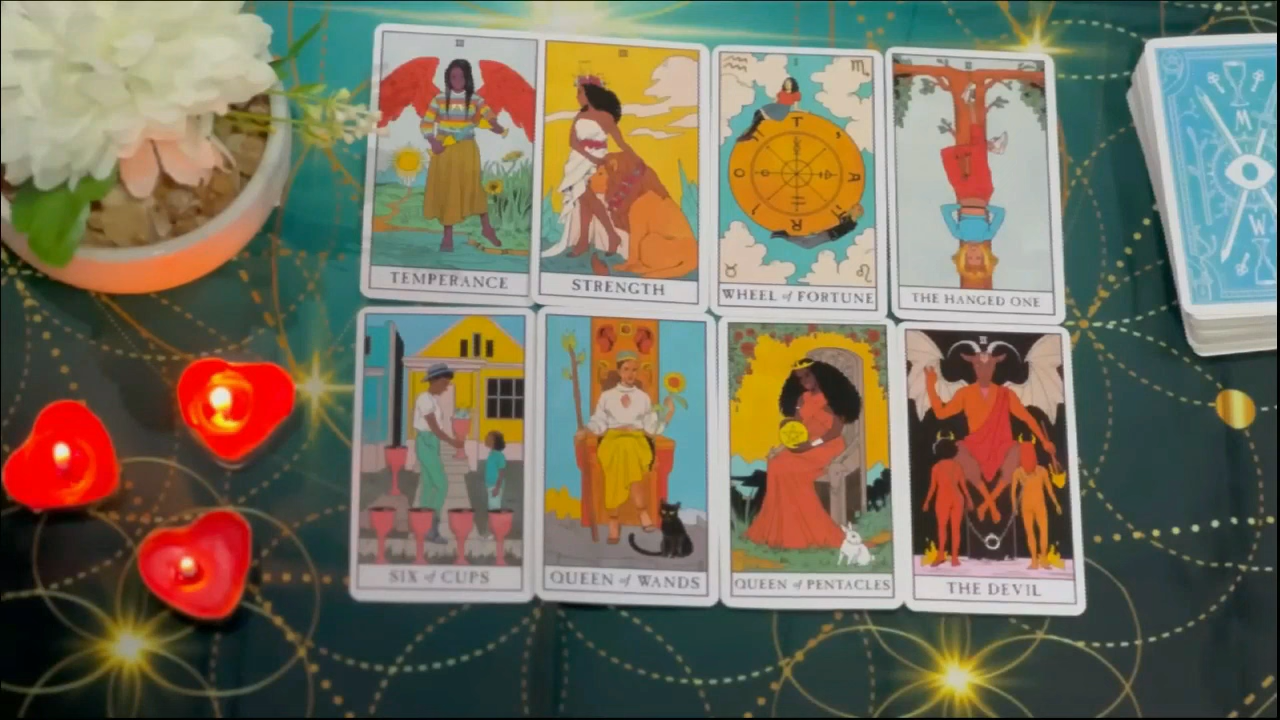 TEMPERANCE
STRENGTH
WHEEL of FORTUNE
THE HANGED ONE
SIX of CUPS
QUEEN of WANDS
QUEEN of PENTACLES
THE DEVIL
M
W